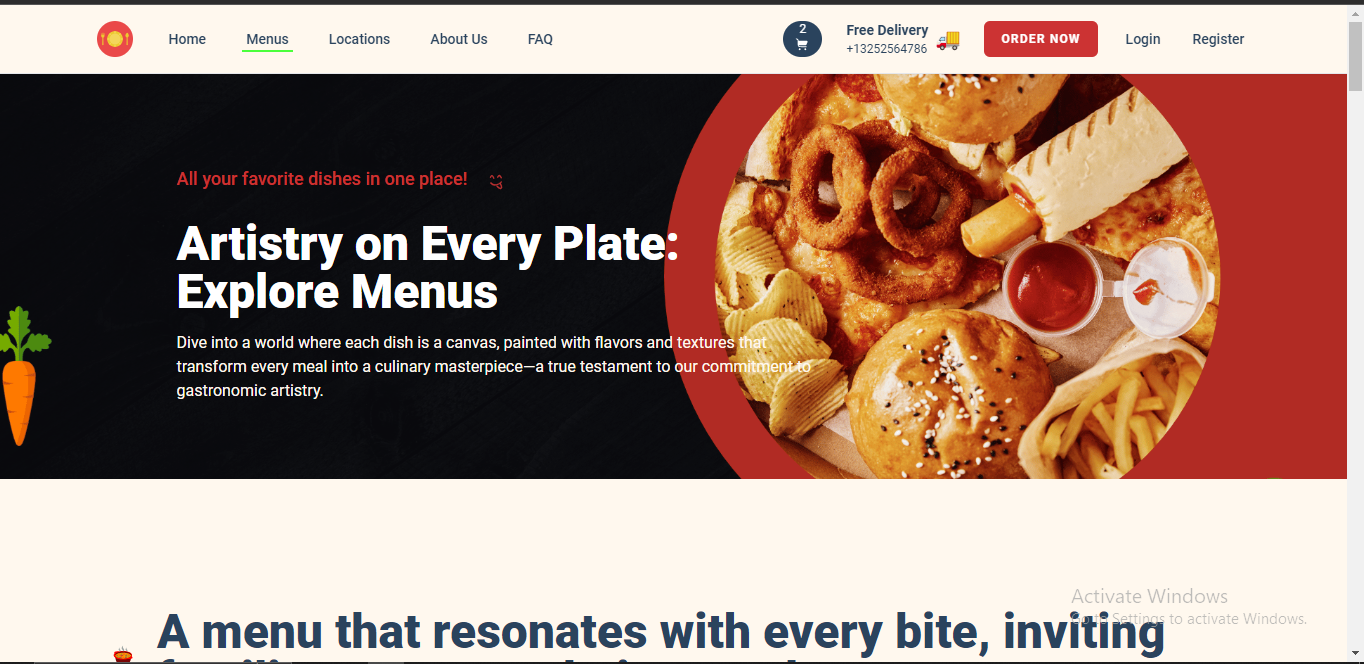 Home
Menus
Locations
About Us
FAQ
2
Free Delivery
+13252564786
ORDER NOW
Login
Register
All your favorite dishes in one place!
Artistry on Every Plate:
Explore Menus
Dive into a world where each dish is a canvas, painted with flavors and textures that
transform every meal into a culinary masterpiece—a true testament to our commitment to
gastronomic artistry.
A menu that resonates with every bite, inviting
Activate Windows
Go to Settings to activate Windows.